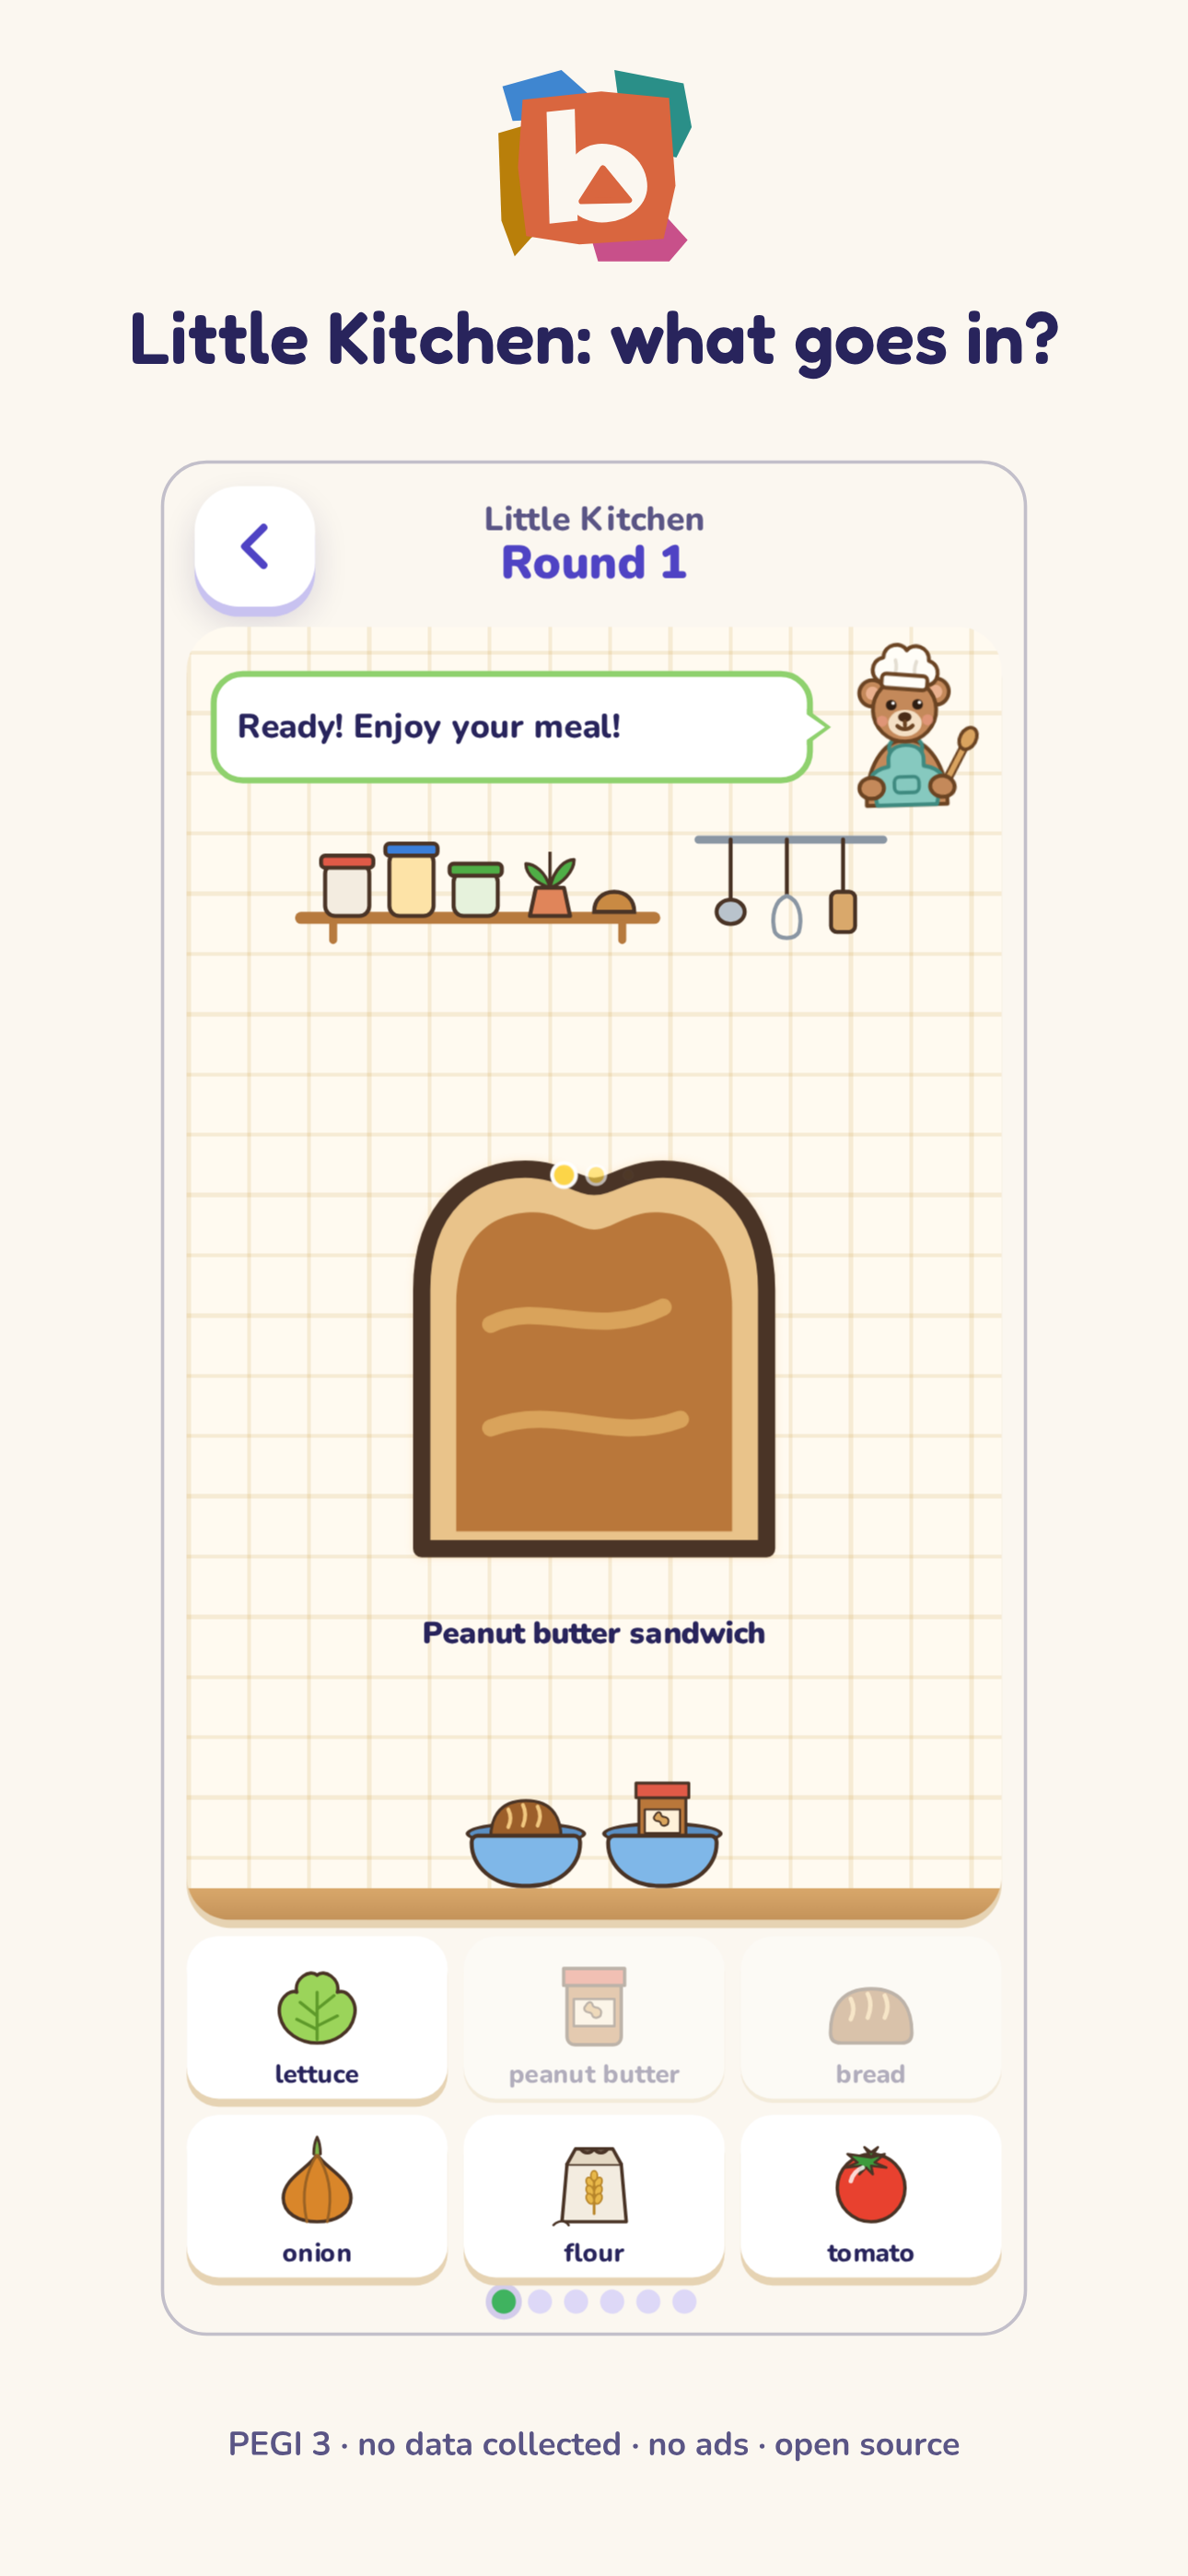 b
Little Kitchen: what goes in?
Little Kitchen
Round 1
Ready! Enjoy your meal!
Peanut butter sandwich
lettuce
peanut butter
bread
onion
flour
tomato
PEGI 3 · no data collected · no ads · open source